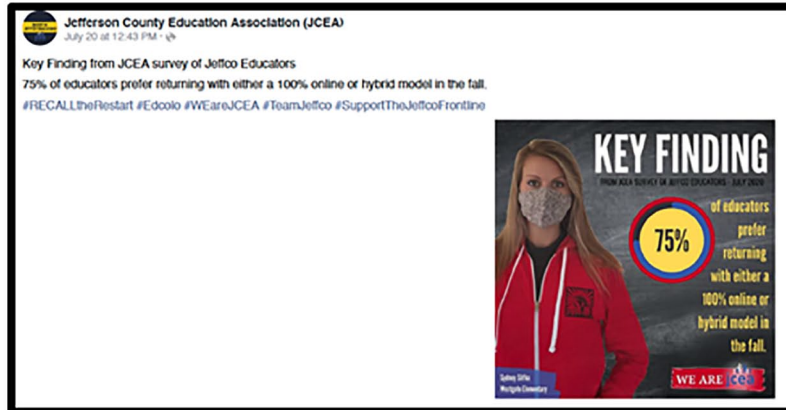 Jefferson County Education Association (JCEA)
July 20 at 12:43 PM ·
Key Finding from JCEA survey of Jeffco Educators
75% of educators prefer returning with either a 100% online or hybrid model in the fall.
#RECALLtheRestart #Edcolo #WEareJCEA #TeamJeffco #SupportTheJeffcoFrontline
KEY FINDING
FROM JCEA SURVEY OF JEFFCO EDUCATORS - JULY 2020
75%
of educators
prefer
returning
with either a
100% online or
hybrid model in
the fall.
Westgate Elementary
WE ARE jcea